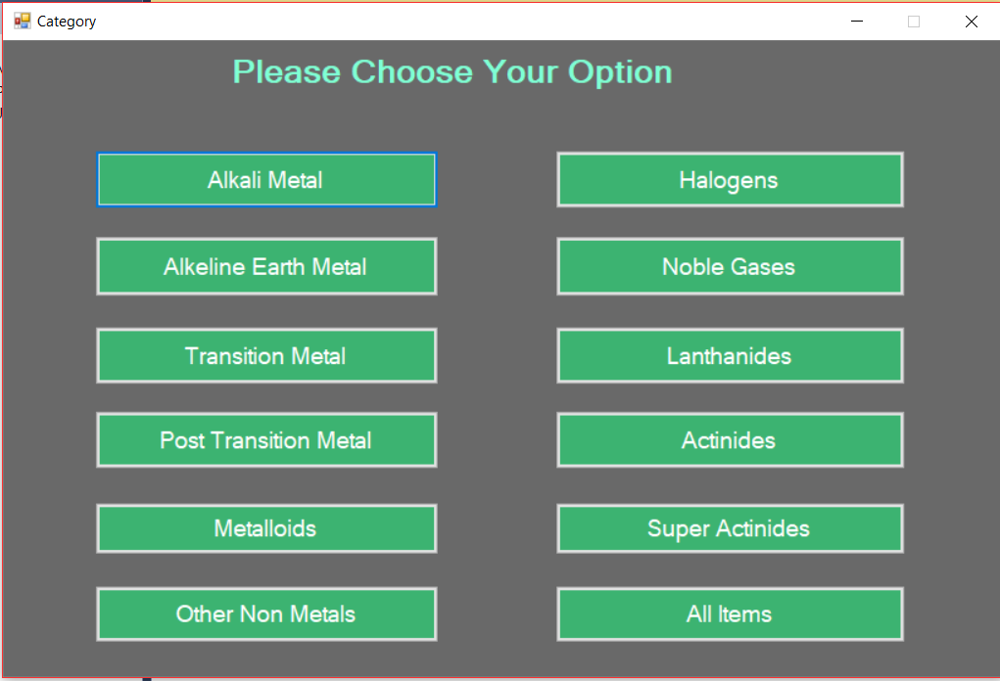 Category
Please Choose Your Option
Alkali Metal
Halogens
Alkeline Earth Metal
Noble Gases
Transition Metal
Lanthanides
Post Transition Metal
Actinides
Metalloids
Super Actinides
Other Non Metals
All Items